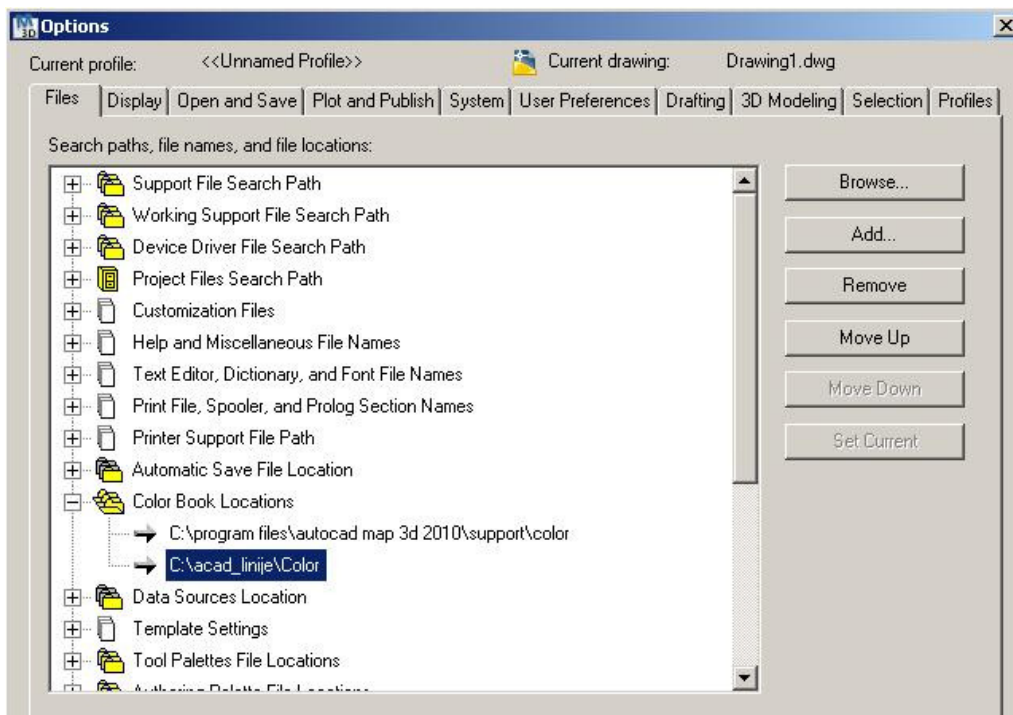 Options
Current profile: <<Unnamed Profile>> Current drawing: Drawing1.dwg
Files Display Open and Save Plot and Publish System User Preferences Drafting 3D Modeling Selection Profiles
Search paths, file names, and file locations:
Support File Search Path
Working Support File Search Path
Device Driver File Search Path
Project Files Search Path
Customization Files
Help and Miscellaneous File Names
Text Editor, Dictionary, and Font File Names
Print File, Spooler, and Prolog Section Names
Printer Support File Path
Automatic Save File Location
Color Book Locations
C:\program files\autocad map 3d 2010\support\color
C:\acad_linije\Color
Data Sources Location
Template Settings
Tool Palettes File Locations
Authoring Palette File Locations
Browse...
Add...
Remove
Move Up
Move Down
Set Current